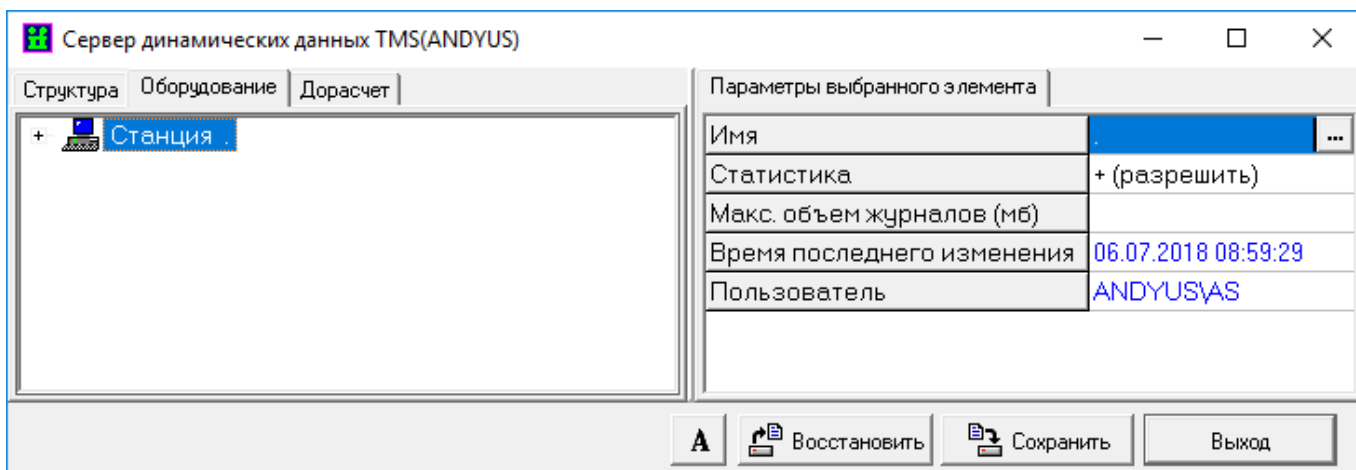 Сервер динамических данных TMS(ANDYUS)
Структура Оборудование Дорасчет
Станция .
Параметры выбранного элемента
Имя . ...
Статистика + (разрешить)
Макс. объем журналов (мб)
Время последнего изменения 06.07.2018 08:59:29
Пользователь ANDYUS\AS
A Восстановить Сохранить Выход